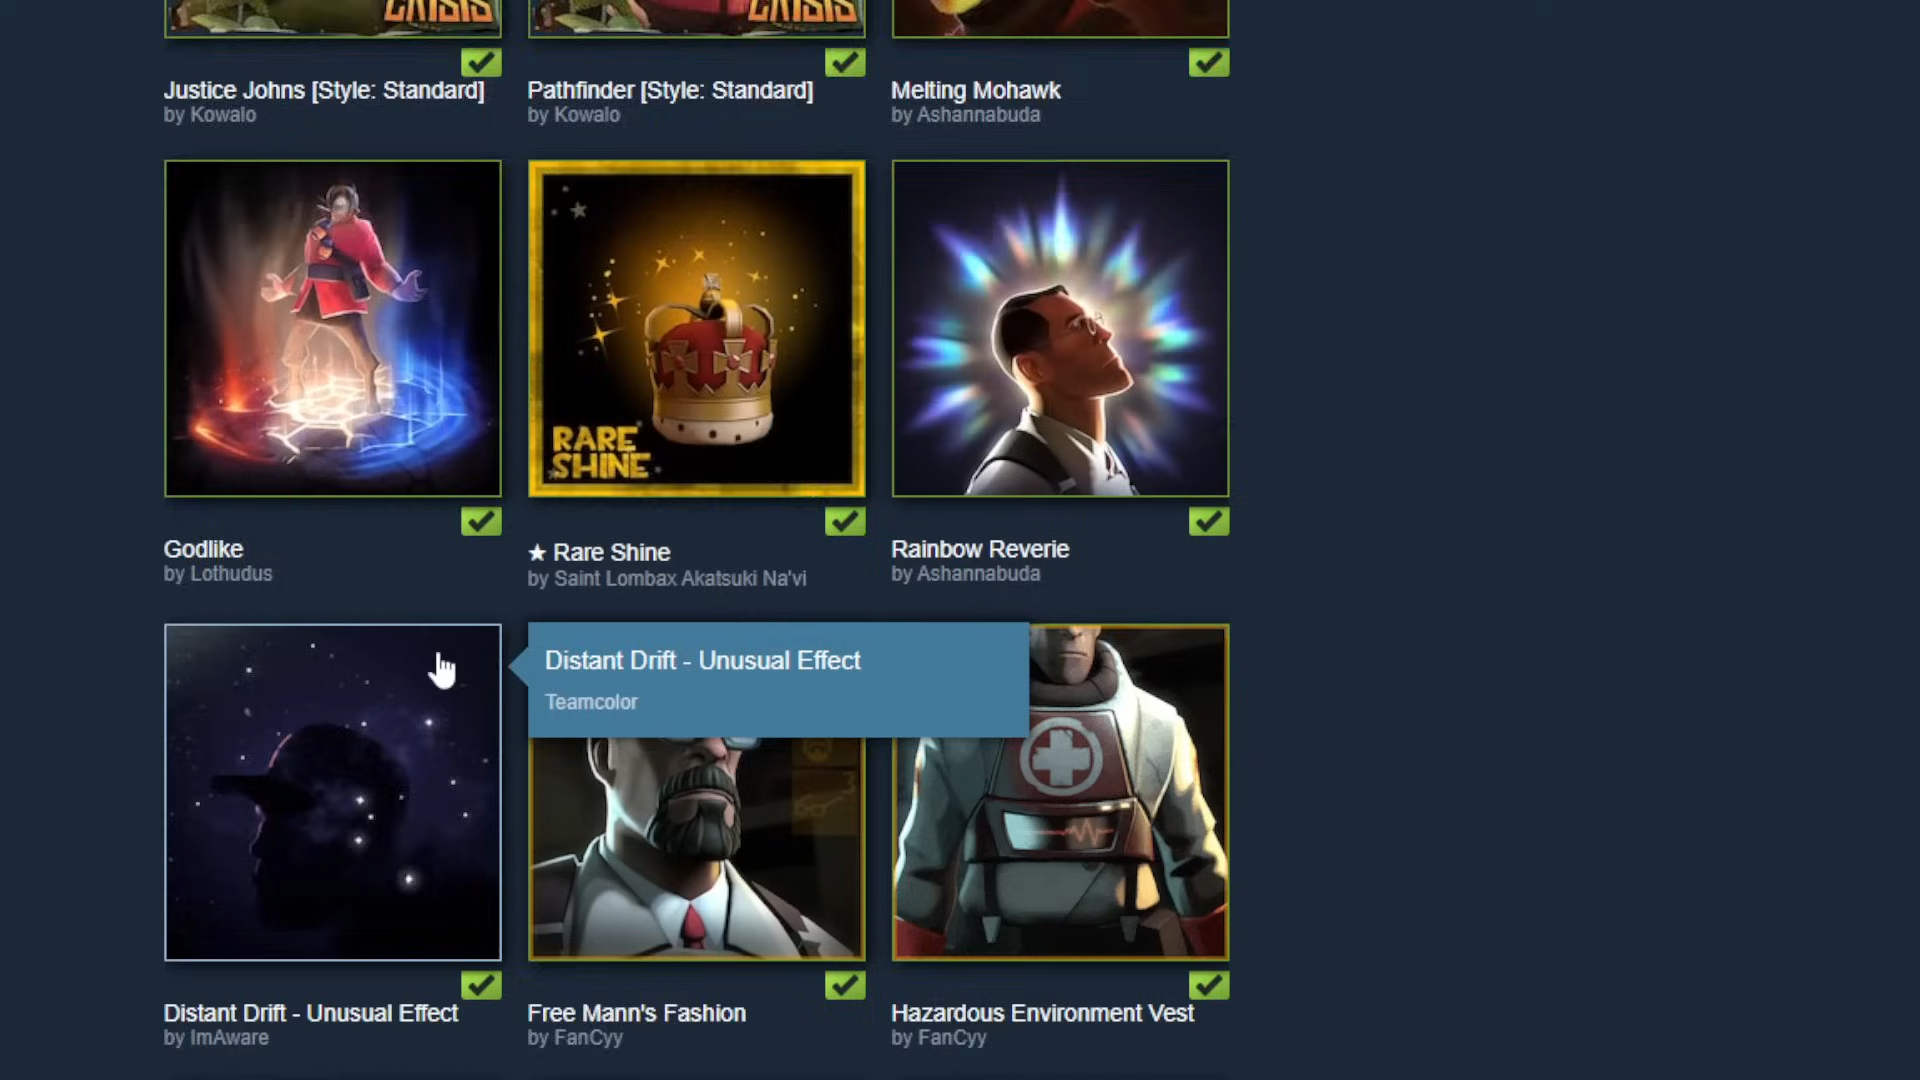 CRISIS
CRISIS
Justice Johns [Style: Standard]
by Kowalo
Pathfinder [Style: Standard]
by Kowalo
Melting Mohawk
by Ashannabuda
RARE
SHINE
Godlike
by Lothudus
★ Rare Shine
by Saint Lombax Akatsuki Na'vi
Rainbow Reverie
by Ashannabuda
Distant Drift - Unusual Effect
Teamcolor
Distant Drift - Unusual Effect
by ImAware
Free Mann's Fashion
by FanCyy
Hazardous Environment Vest
by FanCyy